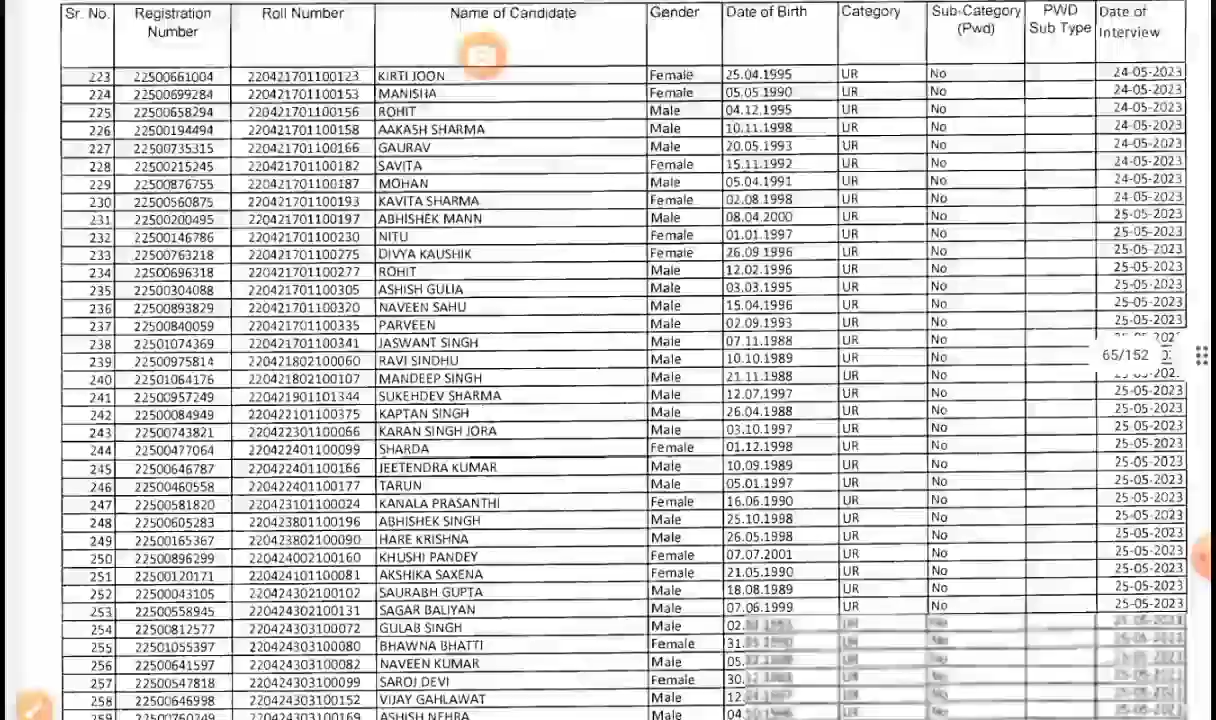 Sr. No. Registration Number Roll Number Name of Candidate Gender Date of Birth Category Sub-Category (Pwd) PWD Sub Type Date of Interview
223 22500661004 220421701100123 KIRTI JOON Female 25.04.1995 UR No 24-05-2023
224 22500699284 220421701100153 MANISHA Female 05.05.1990 UR No 24-05-2023
225 22500658294 220421701100156 ROHIT Male 04.12.1995 UR No 24-05-2023
226 22500194494 220421701100158 AAKASH SHARMA Male 10.11.1998 UR No 24-05-2023
227 22500735315 220421701100166 GAURAV Male 20.05.1993 UR No 24-05-2023
228 22500215245 220421701100182 SAVITA Female 15.11.1992 UR No 24-05-2023
229 22500876755 220421701100187 MOHAN Male 05.04.1991 UR No 24-05-2023
230 22500560875 220421701100193 KAVITA SHARMA Female 02.08.1998 UR No 24-05-2023
231 22500200495 220421701100197 ABHISHEK MANN Male 08.04.2000 UR No 25-05-2023
232 22500146786 220421701100230 NITU Female 01.01.1997 UR No 25-05-2023
233 22500763218 220421701100275 DIVYA KAUSHIK Female 26.09.1996 UR No 25-05-2023
234 22500696318 220421701100277 ROHIT Male 12.02.1996 UR No 25-05-2023
235 22500304088 220421701100305 ASHISH GULIA Male 03.03.1995 UR No 25-05-2023
236 22500893829 220421701100320 NAVEEN SAHU Male 15.04.1996 UR No 25-05-2023
237 22500840059 220421701100335 PARVEEN Male 02.09.1993 UR No 25-05-2023
238 22501074369 220421701100341 JASWANT SINGH Male 07.11.1988 UR No
239 22500975814 220421802100060 RAVI SINDHU Male 10.10.1989 UR No 65/152
240 22501064176 220421802100107 MANDEEP SINGH Male 21.11.1988 UR No
241 22500957249 220421901101344 SUKEHDEV SHARMA Male 12.07.1997 UR No 25-05-2023
242 22500084949 220422101100375 KAPTAN SINGH Male 26.04.1988 UR No 25-05-2023
243 22500743821 220422301100066 KARAN SINGH JORA Male 03.10.1997 UR No 25-05-2023
244 22500477064 220422401100099 SHARDA Female 01.12.1998 UR No 25-05-2023
245 22500646787 220422401100166 JEETENDRA KUMAR Male 10.09.1989 UR No 25-05-2023
246 22500460558 220422401100177 TARUN Male 05.01.1997 UR No 25-05-2023
247 22500581820 220423101100024 KANALA PRASANTHI Female 16.06.1990 UR No 25-05-2023
248 22500605283 220423801100196 ABHISHEK SINGH Male 25.10.1998 UR No 25-05-2023
249 22500165367 220423802100090 HARE KRISHNA Male 26.05.1998 UR No 25-05-2023
250 22500896299 220424002100160 KHUSHI PANDEY Female 07.07.2001 UR No 25-05-2023
251 22500120171 220424101100081 AKSHIKA SAXENA Female 21.05.1990 UR No 25-05-2023
252 22500043105 220424302100102 SAURABH GUPTA Male 18.08.1989 UR No 25-05-2023
253 22500558945 220424302100131 SAGAR BALIYAN Male 07.06.1999 UR No 25-05-2023
254 22500812577 220424303100072 GULAB SINGH Male 02.
255 22501055397 220424303100080 BHAWNA BHATTI Female 31.
256 22500641597 220424303100082 NAVEEN KUMAR Male 05.
257 22500547818 220424303100099 SAROJ DEVI Female 30.
258 22500646998 220424303100152 VIJAY GAHLAWAT Male 12.
259 22500760249 220424303100169 ASHISH NEHRA Male 04.